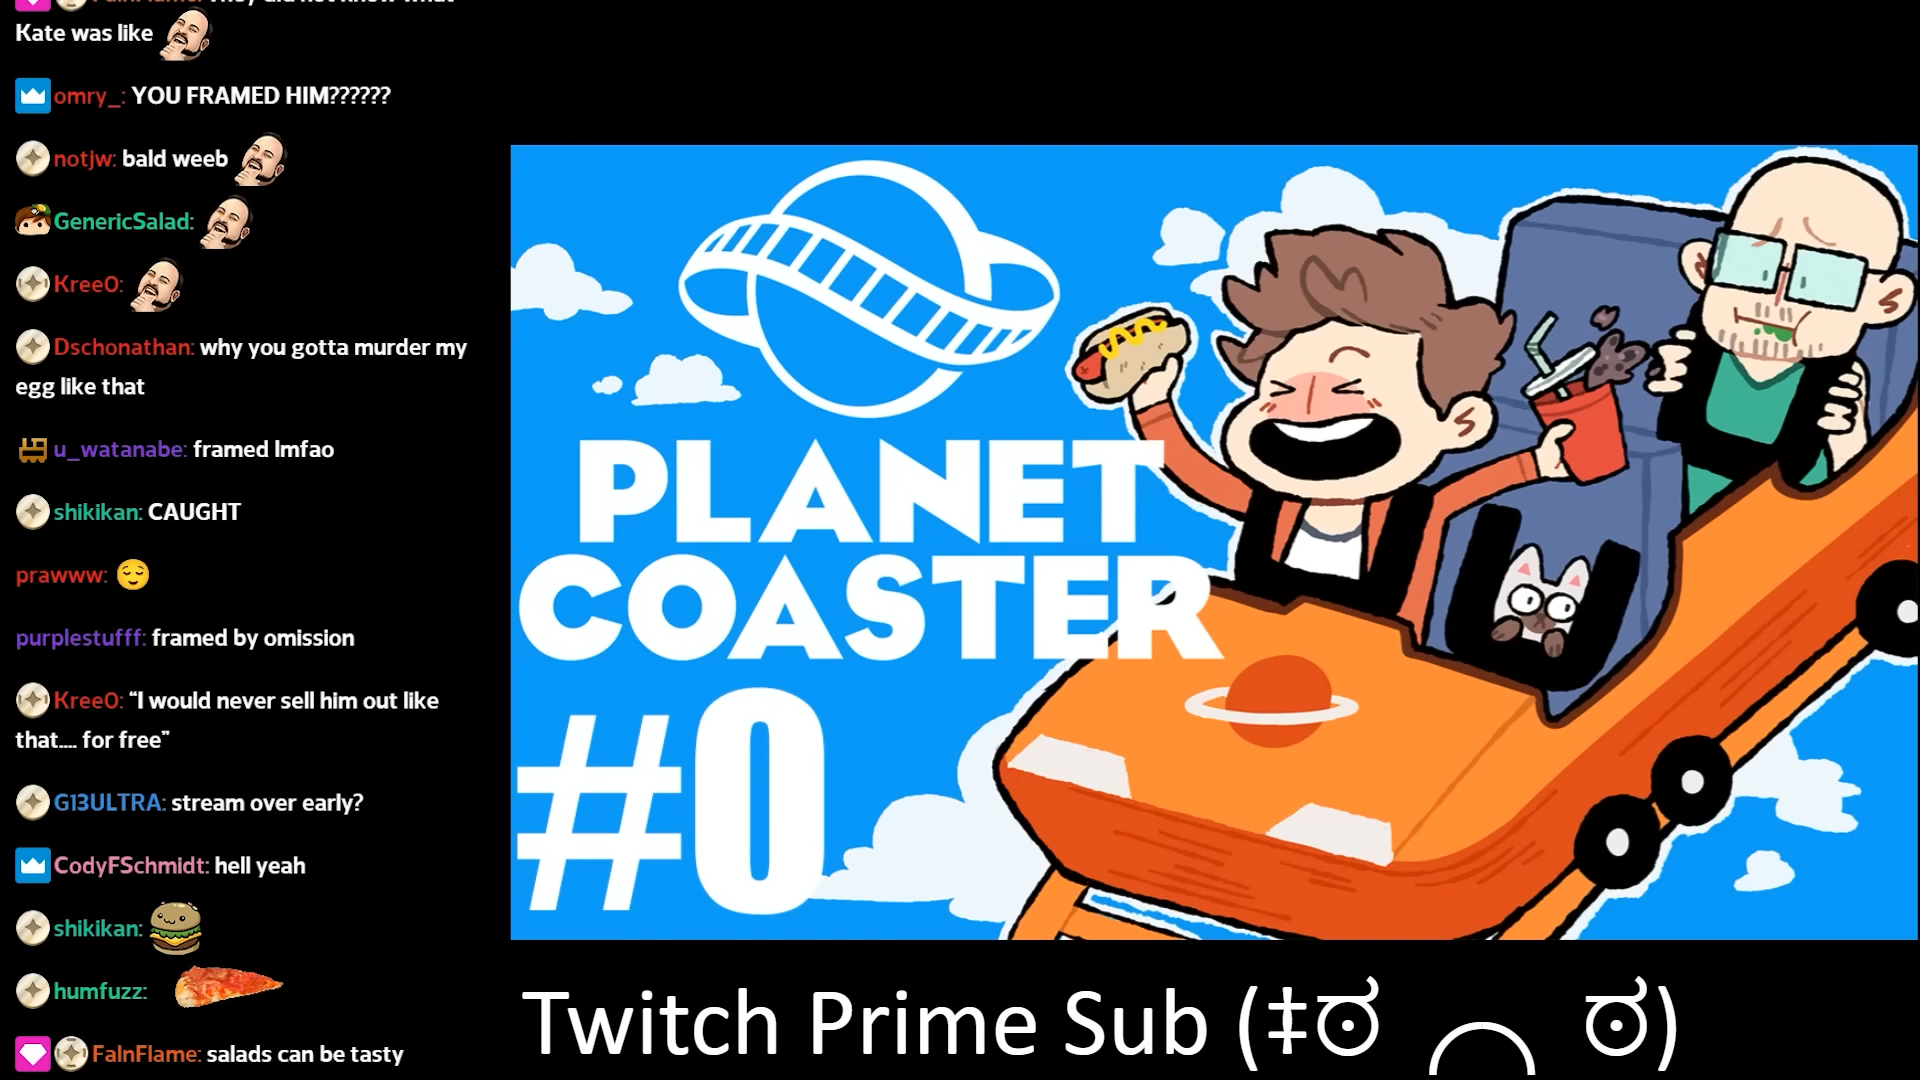 Kate was like
omry_: YOU FRAMED HIM??????
notjw: bald weeb
GenericSalad:
KreeO:
Dschonathan: why you gotta murder my
egg like that
u_watanabe: framed lmfao
shikikan: CAUGHT
prawww:
purplestufff: framed by omission
KreeO: “I would never sell him out like
that.... for free”
G13ULTRA: stream over early?
CodyFSchmidt: hell yeah
shikikan:
humfuzz:
FalnFlame: salads can be tasty
PLANET
COASTER
#0
Twitch Prime Sub (‡ಠ ╭╮ ಠ)